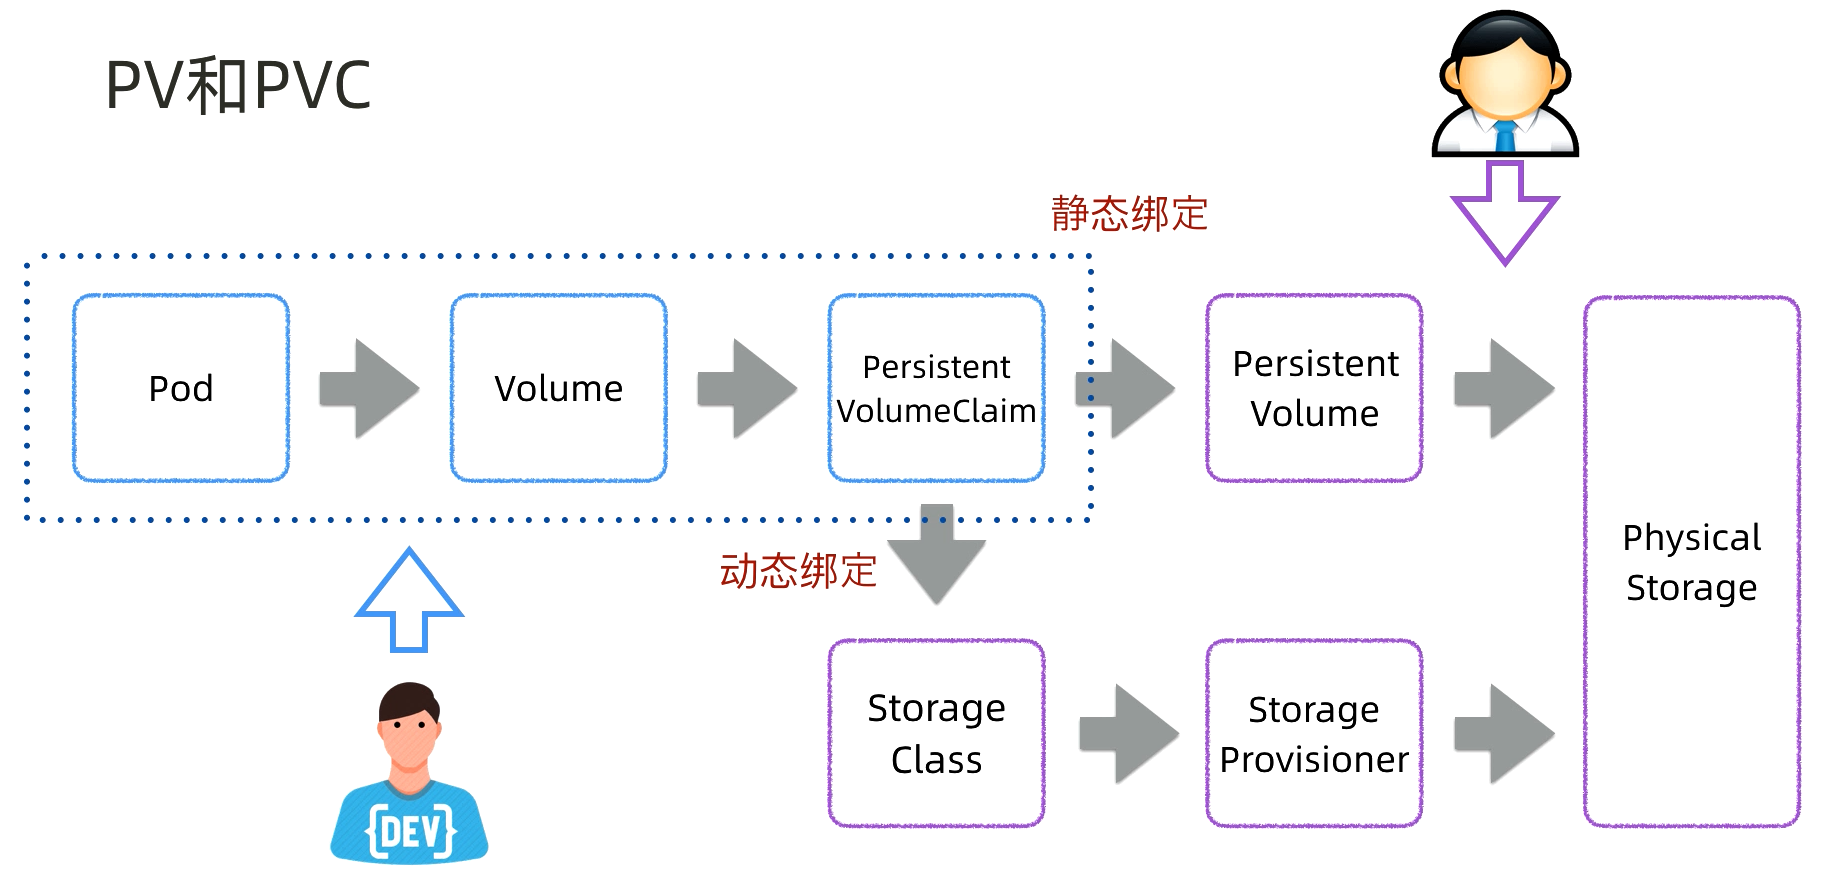 PV和PVC
静态绑定
Pod
Volume
Persistent
VolumeClaim
Persistent
Volume
Physical
Storage
动态绑定
Storage
Class
Storage
Provisioner
{DEV}